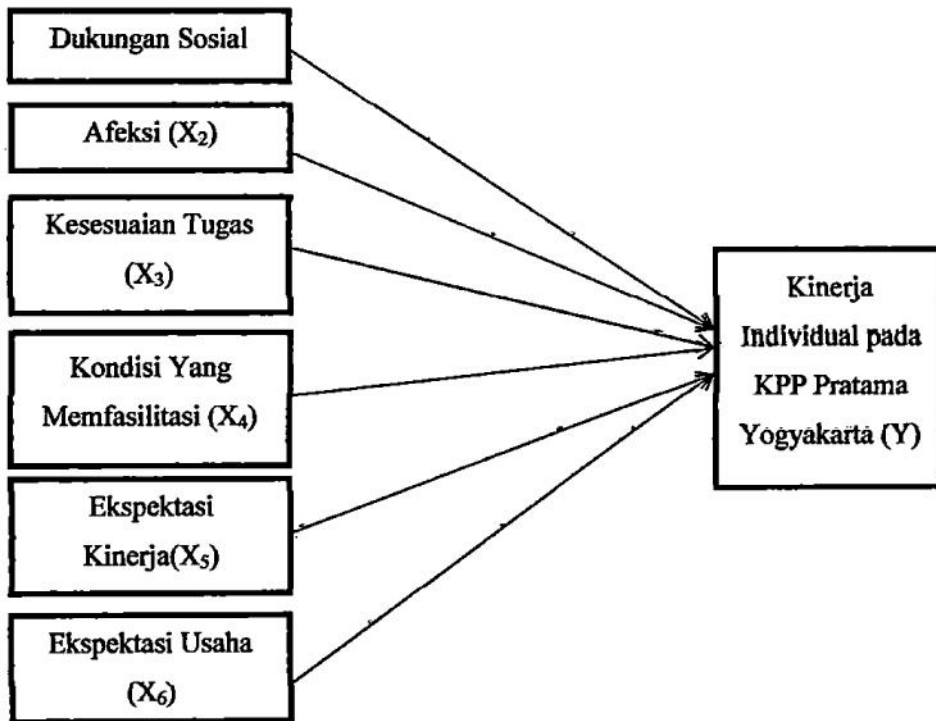 Dukungan Sosial
Afeksi (X₂)
Kesesuaian Tugas
(X₃)
Kondisi Yang
Memfasilitasi (X₄)
Ekspektasi
Kinerja(X₅)
Ekspektasi Usaha
(X₆)
Kinerja
Individual pada
KPP Pratama
Yogyakarta (Y)